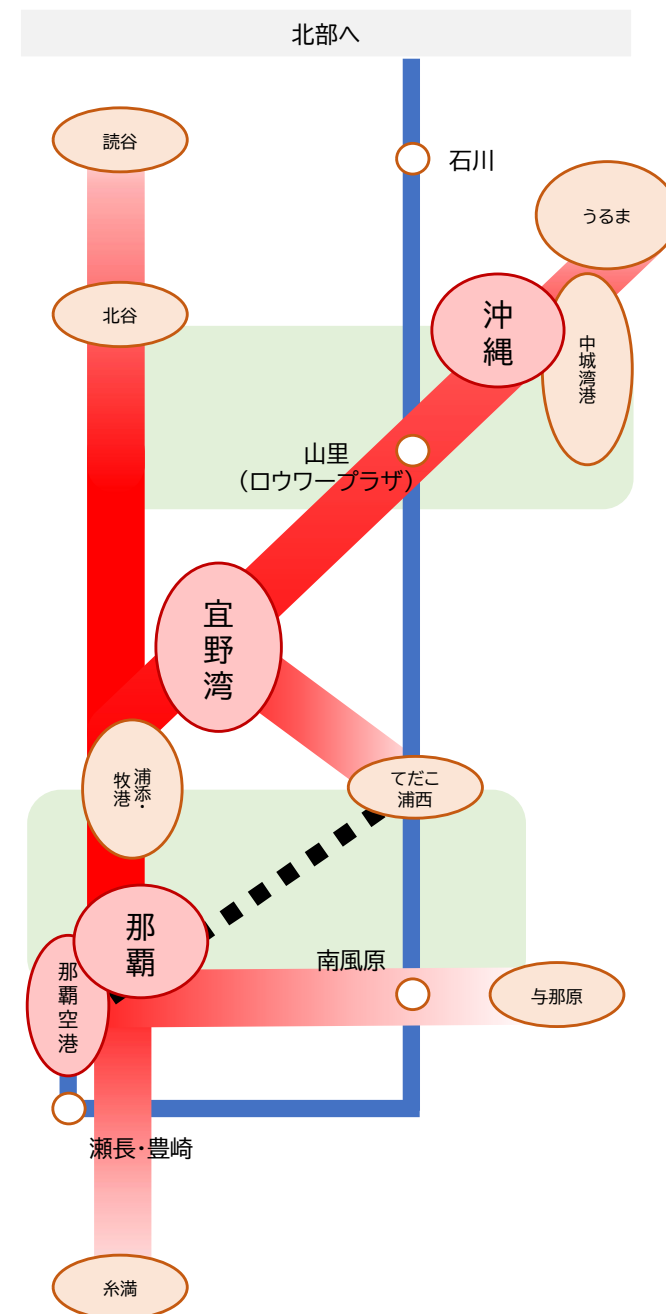 北部へ
読谷
石川
うるま
北谷
沖縄
中城湾港
山里
（ロウワープラザ）
宜野湾
浦添・
牧港
てだこ
浦西
那覇
那覇空港
南風原
与那原
瀬長・豊崎
糸満